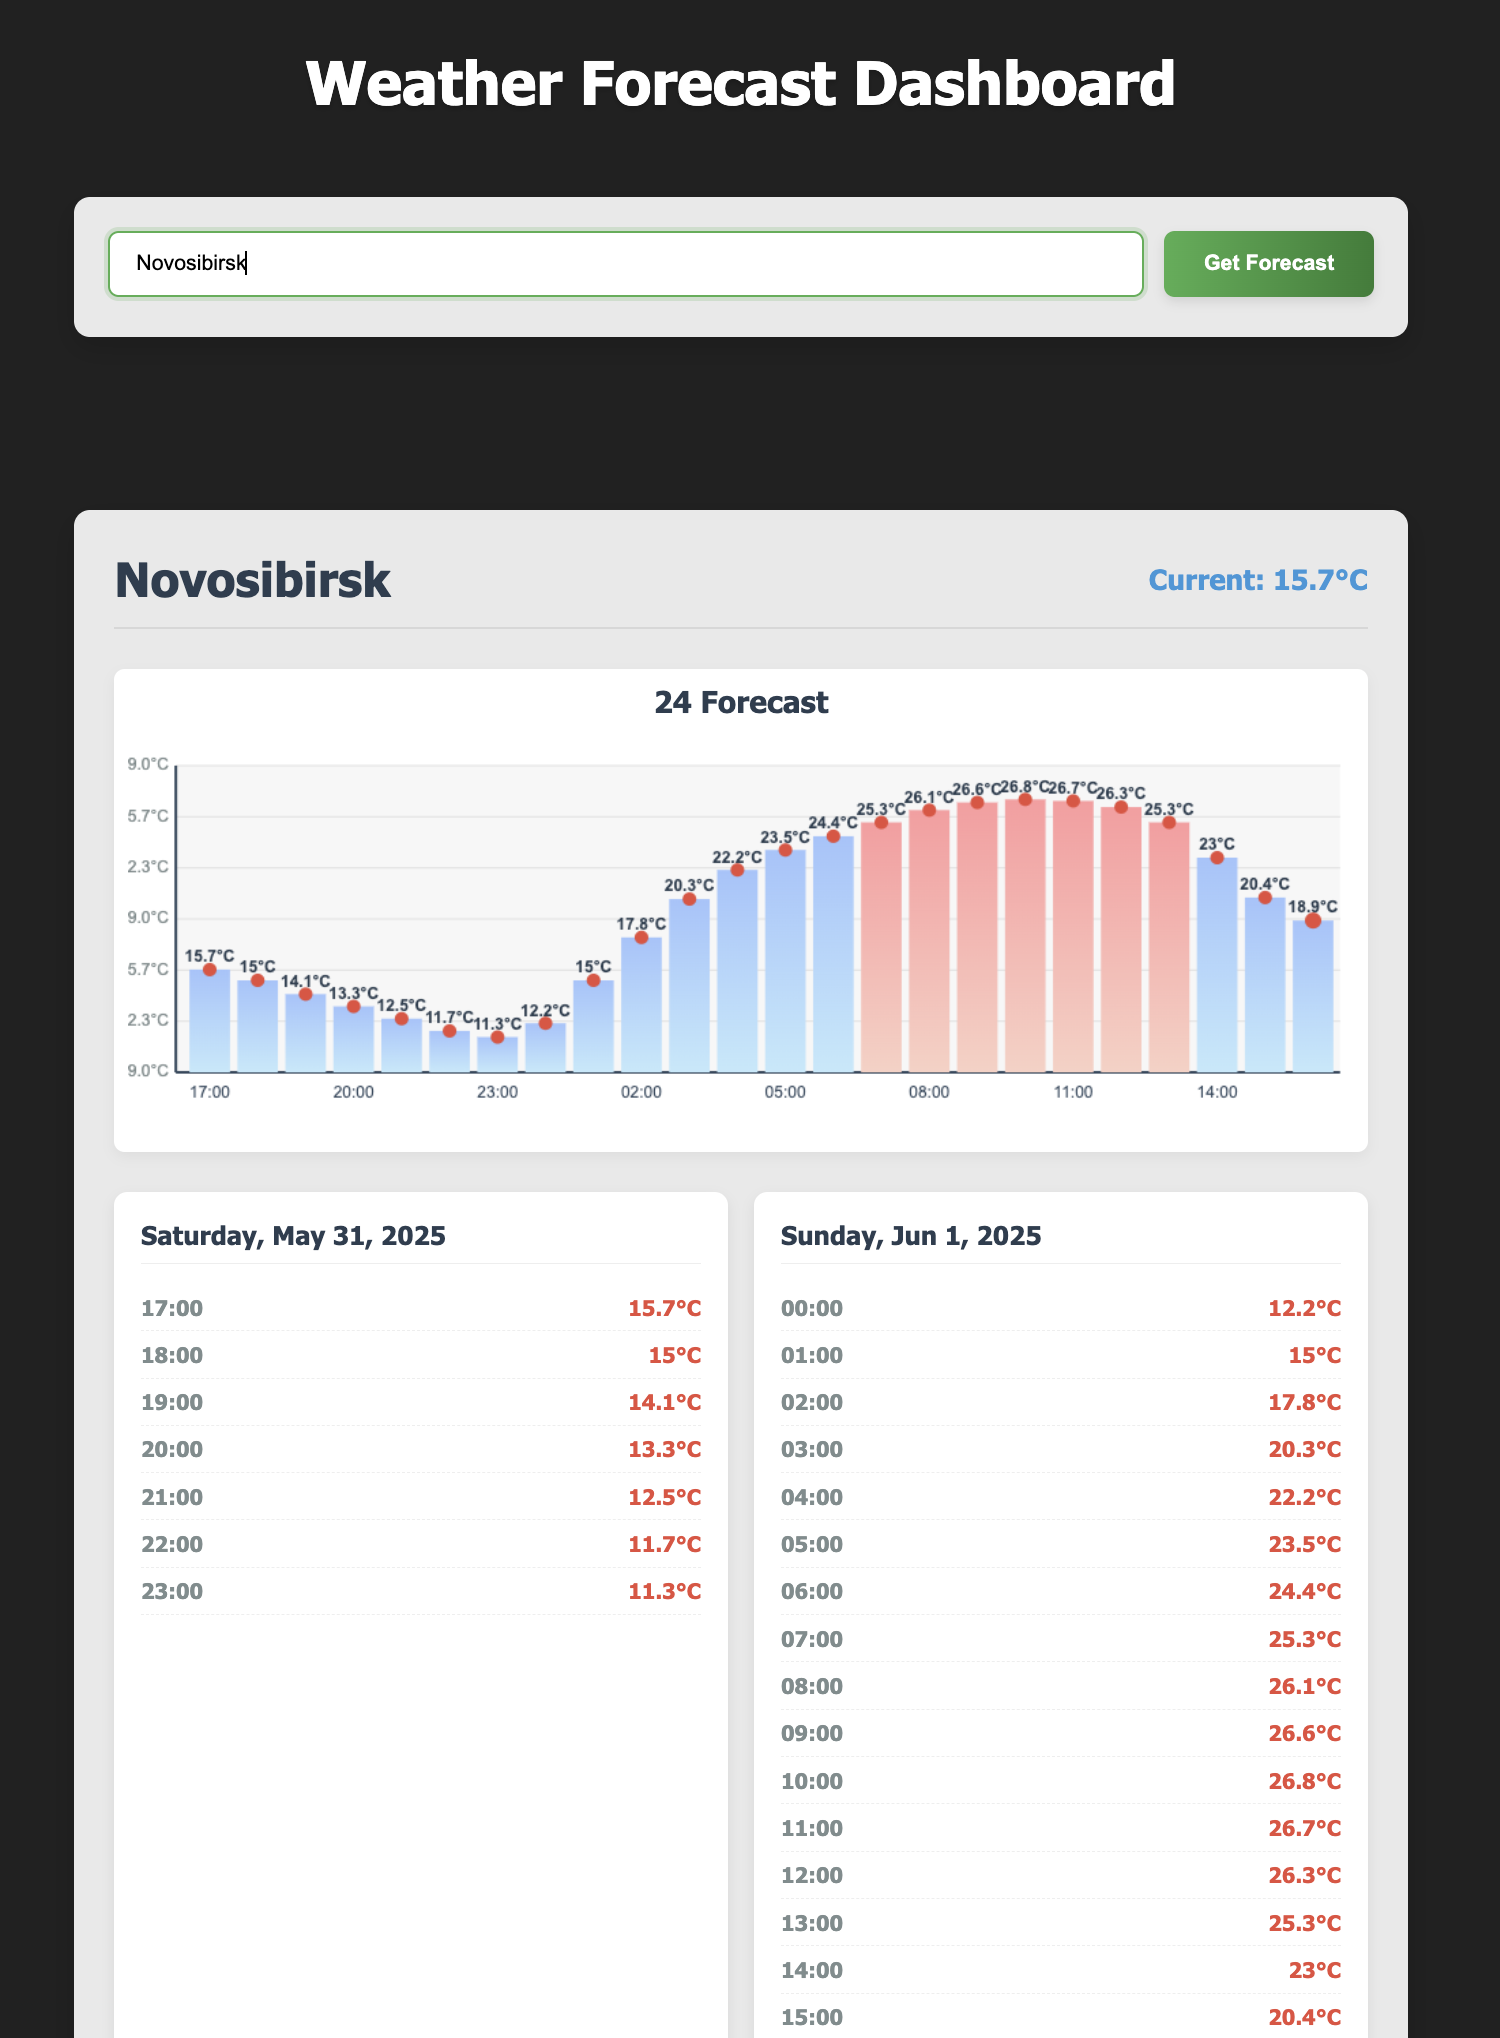 Weather Forecast Dashboard
Novosibirsk
Get Forecast
Novosibirsk
Current: 15.7°C
24 Forecast
9.0°C
5.7°C
2.3°C
9.0°C
5.7°C
2.3°C
9.0°C
15.7°C 15°C 14.1°C 13.3°C 12.5°C 11.7°C 11.3°C 12.2°C 15°C 17.8°C 20.3°C 22.2°C 23.5°C 24.4°C 25.3°C 26.1°C 26.6°C 26.8°C 26.7°C 26.3°C 25.3°C 23°C 20.4°C 18.9°C
17:00 20:00 23:00 02:00 05:00 08:00 11:00 14:00
Saturday, May 31, 2025
17:00 15.7°C
18:00 15°C
19:00 14.1°C
20:00 13.3°C
21:00 12.5°C
22:00 11.7°C
23:00 11.3°C
Sunday, Jun 1, 2025
00:00 12.2°C
01:00 15°C
02:00 17.8°C
03:00 20.3°C
04:00 22.2°C
05:00 23.5°C
06:00 24.4°C
07:00 25.3°C
08:00 26.1°C
09:00 26.6°C
10:00 26.8°C
11:00 26.7°C
12:00 26.3°C
13:00 25.3°C
14:00 23°C
15:00 20.4°C